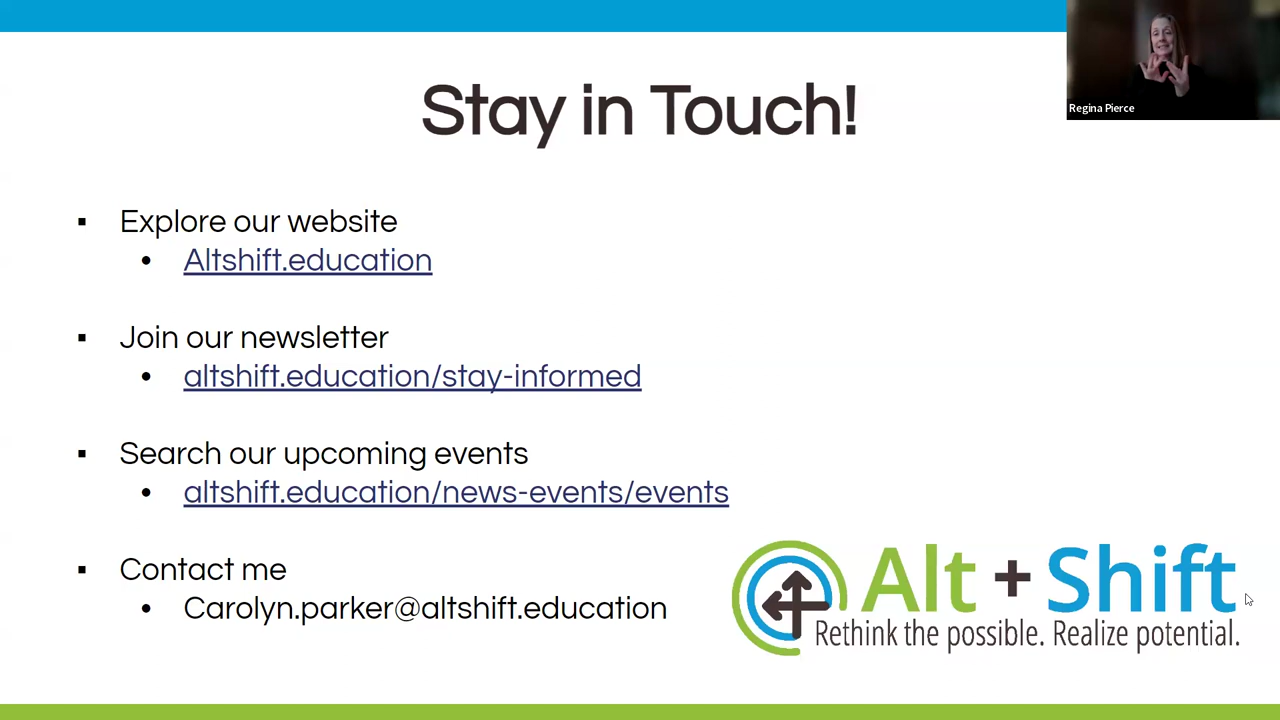 Stay in Touch!
Regina Pierce
Explore our website
Altshift.education
Join our newsletter
altshift.education/stay-informed
Search our upcoming events
altshift.education/news-events/events
Contact me
Carolyn.parker@altshift.education
Alt + Shift
Rethink the possible. Realize potential.